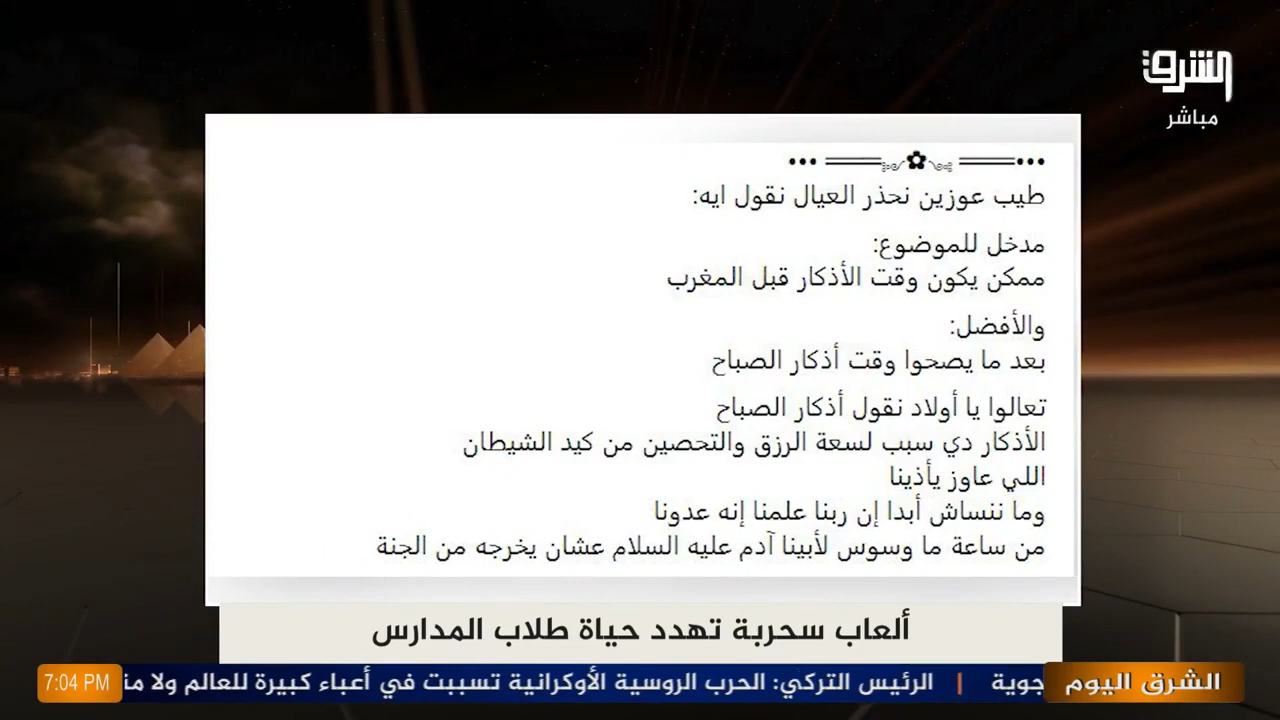 الشرق
مباشر
طيب عوزين نحذر العيال نقول ايه:
مدخل للموضوع:
ممكن يكون وقت الأذكار قبل المغرب
والأفضل:
بعد ما يصحوا وقت أذكار الصباح
تعالوا يا أولاد نقول أذكار الصباح
الأذكار دي سبب لسعة الرزق والتحصين من كيد الشيطان
اللي عاوز يأذينا
وما ننساش أبدا إن ربنا علمنا إنه عدونا
من ساعة ما وسوس لأبينا آدم عليه السلام عشان يخرجه من الجنة
ألعاب سحرية تهدد حياة طلاب المدارس
الشرق اليوم
جوية | الرئيس التركي: الحرب الروسية الأوكرانية تسببت في أعباء كبيرة للعالم ولا
7:04 PM